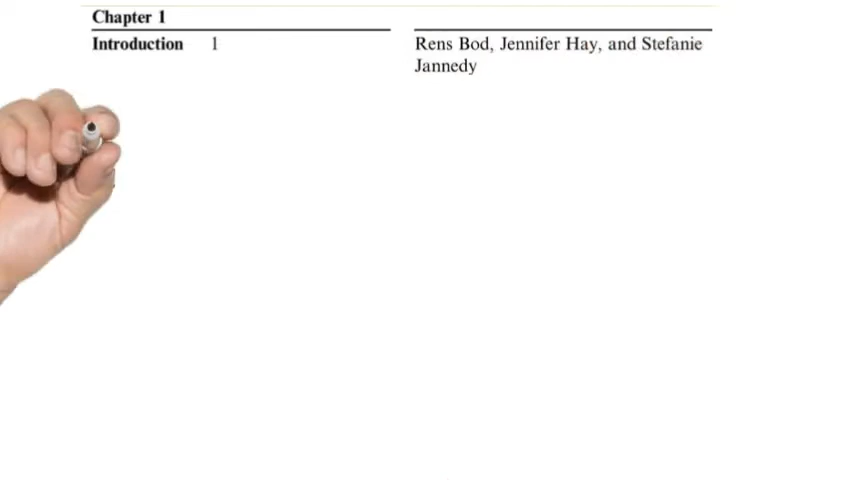 Chapter 1
Introduction 1
Rens Bod, Jennifer Hay, and Stefanie
Jannedy